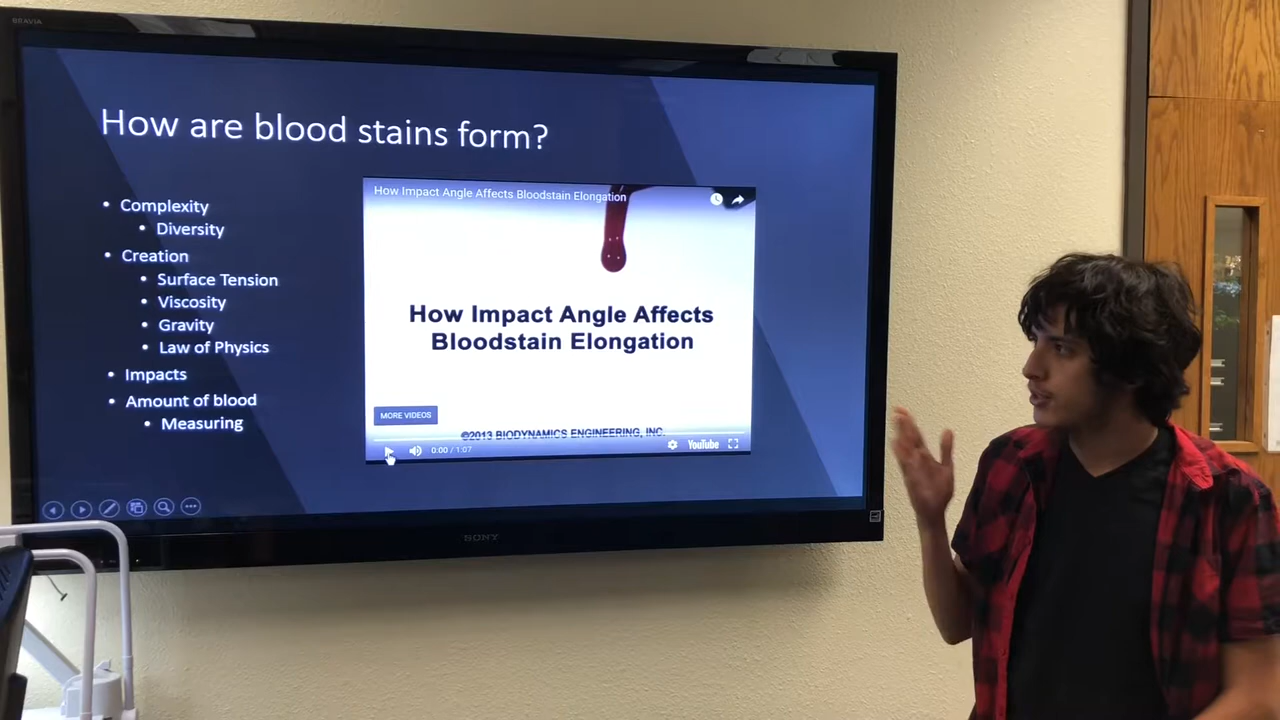 BRAVIA
How are blood stains form?
• Complexity
• Diversity
• Creation
• Surface Tension
• Viscosity
• Gravity
• Law of Physics
• Impacts
• Amount of blood
• Measuring
How Impact Angle Affects Bloodstain Elongation
How Impact Angle Affects
Bloodstain Elongation
MORE VIDEOS
©2013 BIODYNAMICS ENGINEERING, INC.
0:00 / 1:07
YouTube
SONY